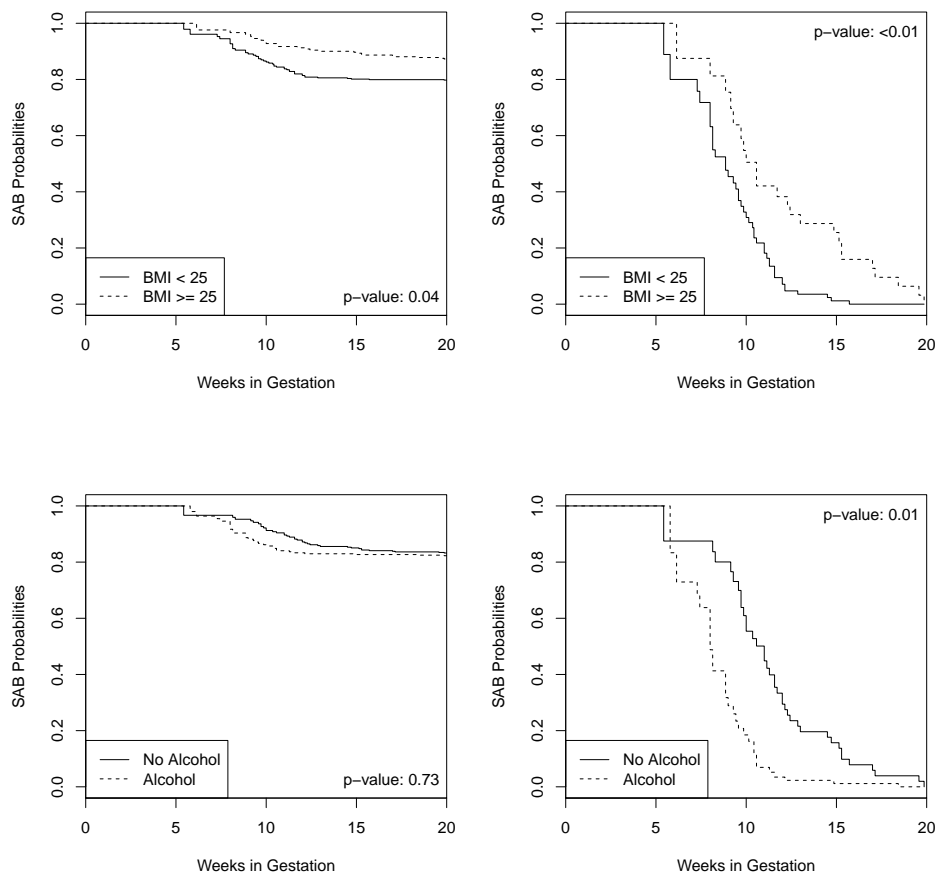 SAB Probabilities
0.0 0.2 0.4 0.6 0.8 1.0
BMI < 25
BMI >= 25
p-value: 0.04
0 5 10 15 20
Weeks in Gestation
SAB Probabilities
0.0 0.2 0.4 0.6 0.8 1.0
p-value: <0.01
BMI < 25
BMI >= 25
0 5 10 15 20
Weeks in Gestation
SAB Probabilities
0.0 0.2 0.4 0.6 0.8 1.0
No Alcohol
Alcohol
p-value: 0.73
0 5 10 15 20
Weeks in Gestation
SAB Probabilities
0.0 0.2 0.4 0.6 0.8 1.0
p-value: 0.01
No Alcohol
Alcohol
0 5 10 15 20
Weeks in Gestation